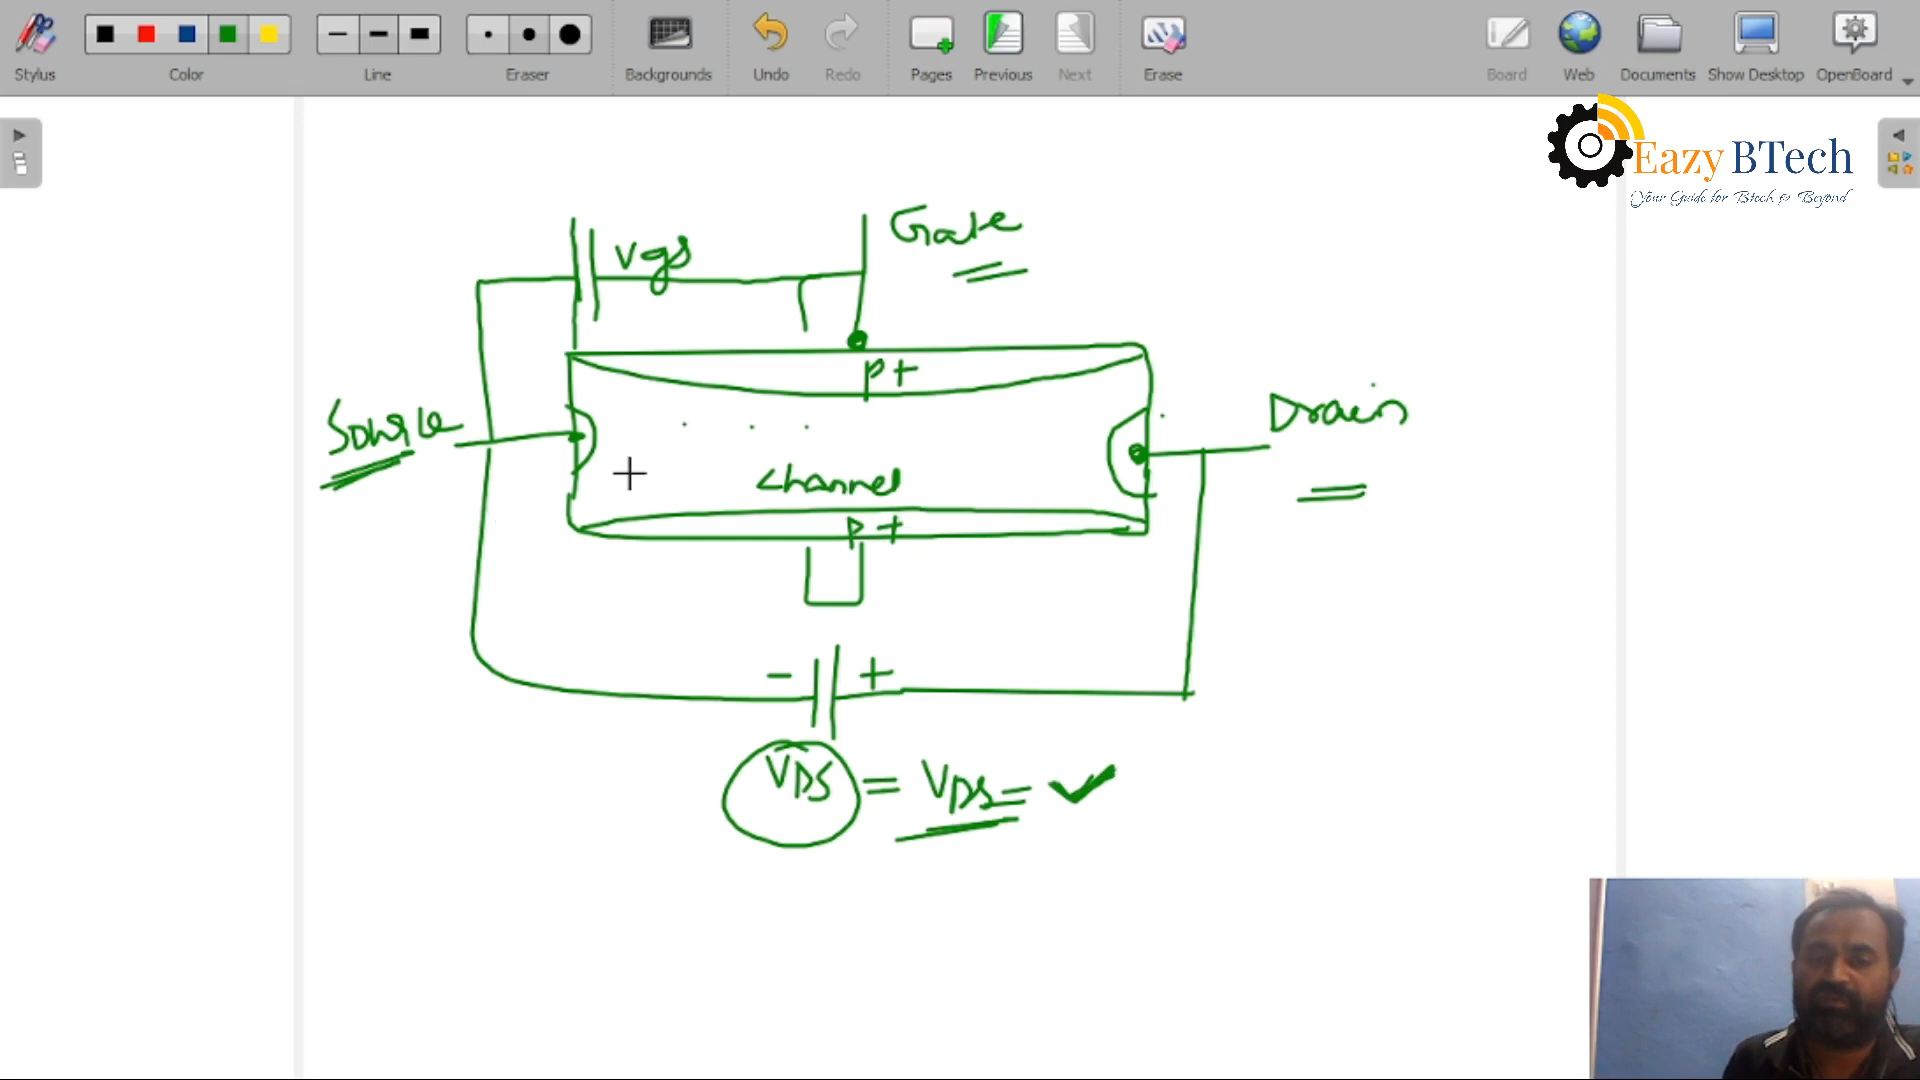 Stylus
Color
Line
Eraser
Backgrounds
Undo
Redo
Pages
Previous
Next
Erase
Board
Web
Documents
Show Desktop
OpenBoard
Eazy BTech
Your Guide for Btech & Beyond
Gate
Vgs
P+
Source
Drain
channel
P+
- +
VDS = VDS =